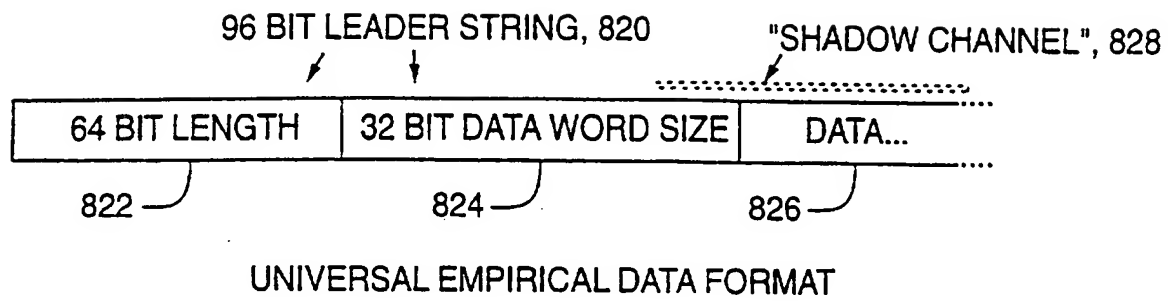 96 BIT LEADER STRING, 820
"SHADOW CHANNEL", 828
64 BIT LENGTH
32 BIT DATA WORD SIZE
DATA...
822
824
826
UNIVERSAL EMPIRICAL DATA FORMAT